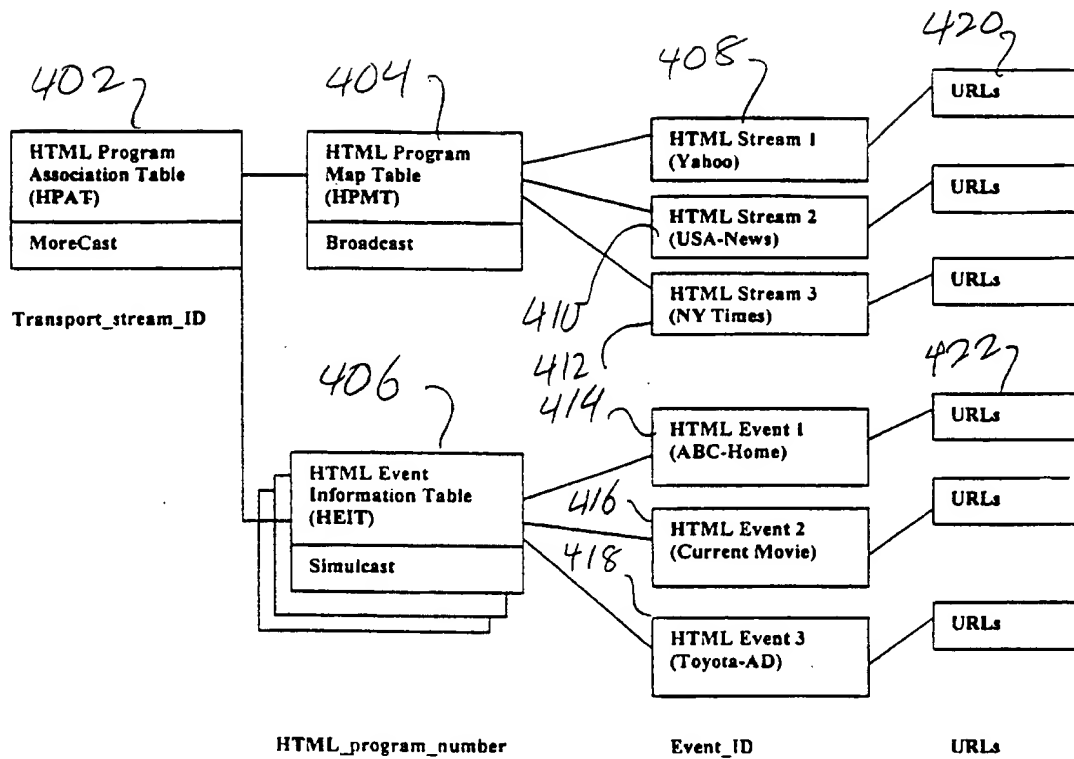 402
404
408
420
HTML Program
Association Table
(HPAT)
MoreCast
Transport_stream_ID
HTML Program
Map Table
(HPMT)
Broadcast
HTML Stream 1
(Yahoo)
HTML Stream 2
(USA-News)
HTML Stream 3
(NY Times)
URLs
URLs
URLs
410
412
406
414
422
HTML Event
Information Table
(HEIT)
Simulcast
416
418
HTML Event 1
(ABC-Home)
HTML Event 2
(Current Movie)
HTML Event 3
(Toyota-AD)
URLs
URLs
URLs
HTML_program_number
Event_ID
URLs